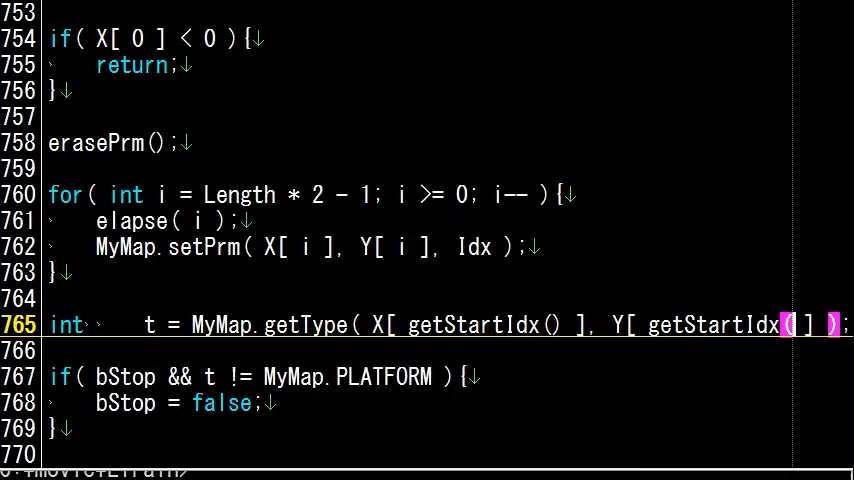 753
754 if( X[ 0 ] < 0 ){↓
755 return;↓
756 }↓
757
758 erasePrm();↓
759
760 for( int i = Length * 2 - 1; i >= 0; i-- ){↓
761 elapse( i );↓
762 MyMap.setPrm( X[ i ], Y[ i ], Idx );↓
763 }↓
764
765 int t = MyMap.getType( X[ getStartIdx() ], Y[ getStartIdx( ] );
766
767 if( bStop && t != MyMap.PLATFORM ){↓
768 bStop = false;↓
769 }↓
770